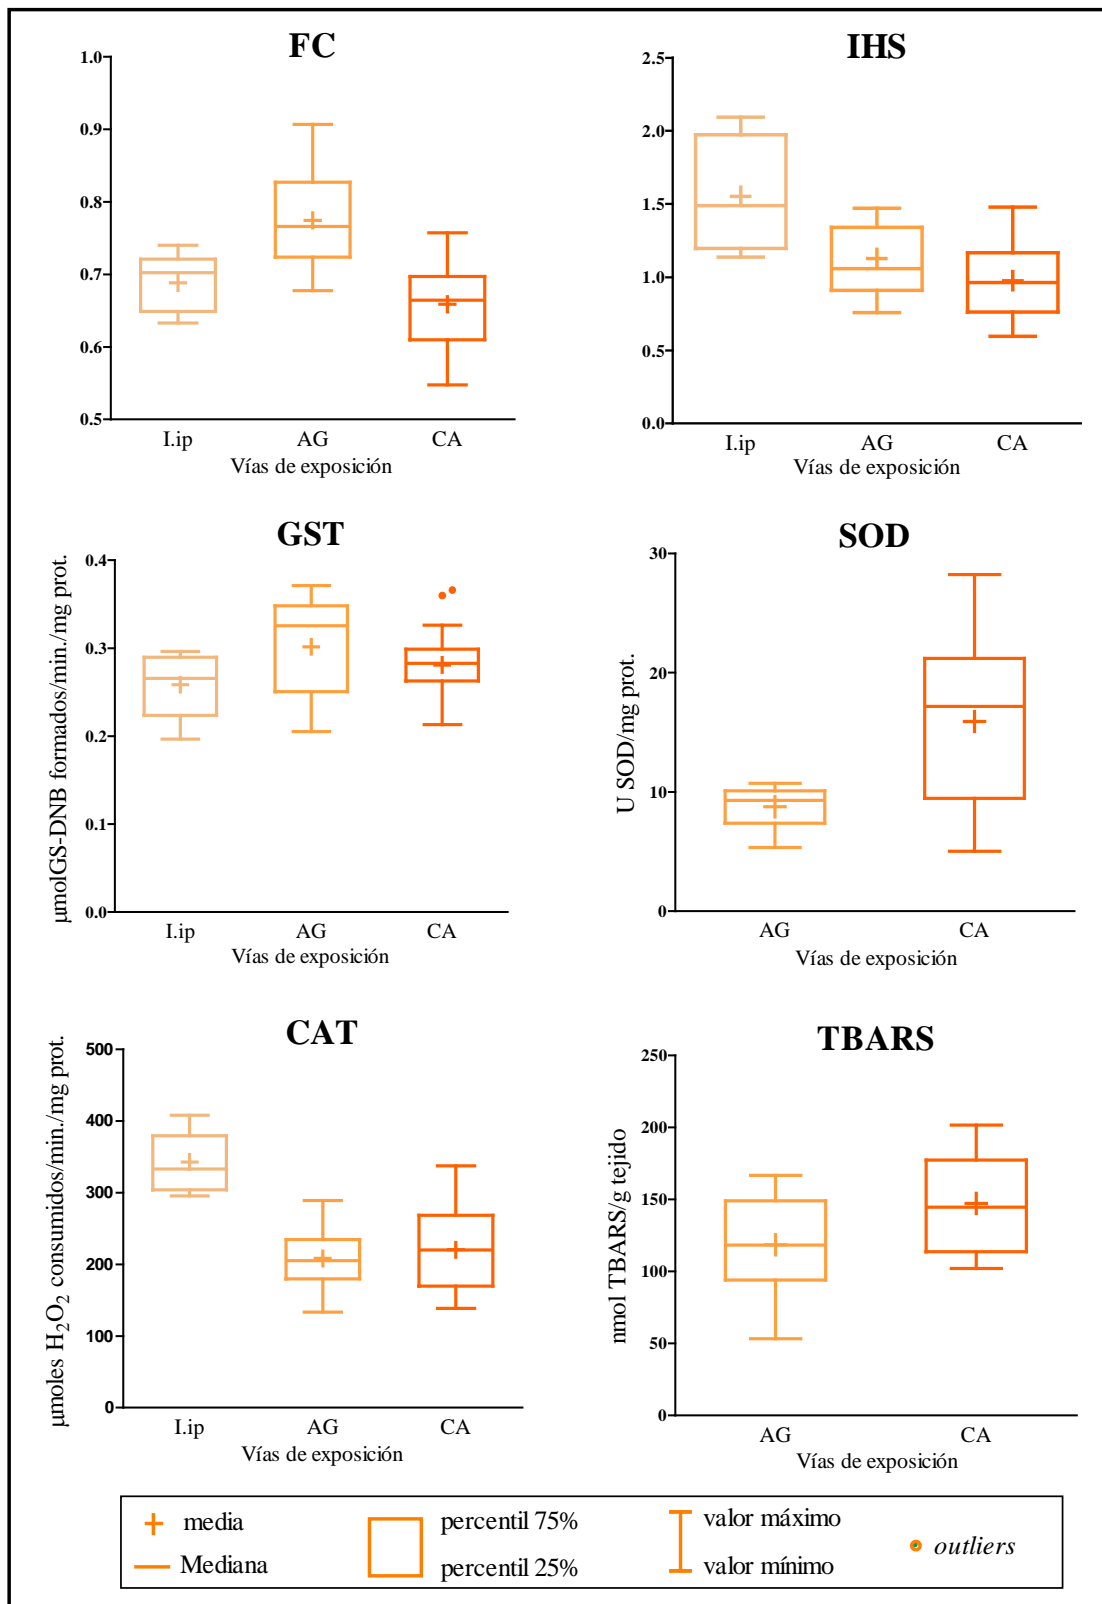 FC
1.0
0.9
0.8
0.7
0.6
0.5
I.ip AG CA
Vías de exposición
IHS
2.5
2.0
1.5
1.0
0.5
0.0
I.ip AG CA
Vías de exposición
GST
µmolGS-DNB formados/min./mg prot.
0.4
0.3
0.2
0.1
0.0
I.ip AG CA
Vías de exposición
SOD
U SOD/mg prot.
30
20
10
0
AG CA
Vías de exposición
CAT
µmoles H₂O₂ consumidos/min./mg prot.
500
400
300
200
100
0
I.ip AG CA
Vías de exposición
TBARS
nmol TBARS/g tejido
250
200
150
100
50
0
AG CA
Vías de exposición
media
Mediana
percentil 75%
percentil 25%
valor máximo
valor mínimo
outliers